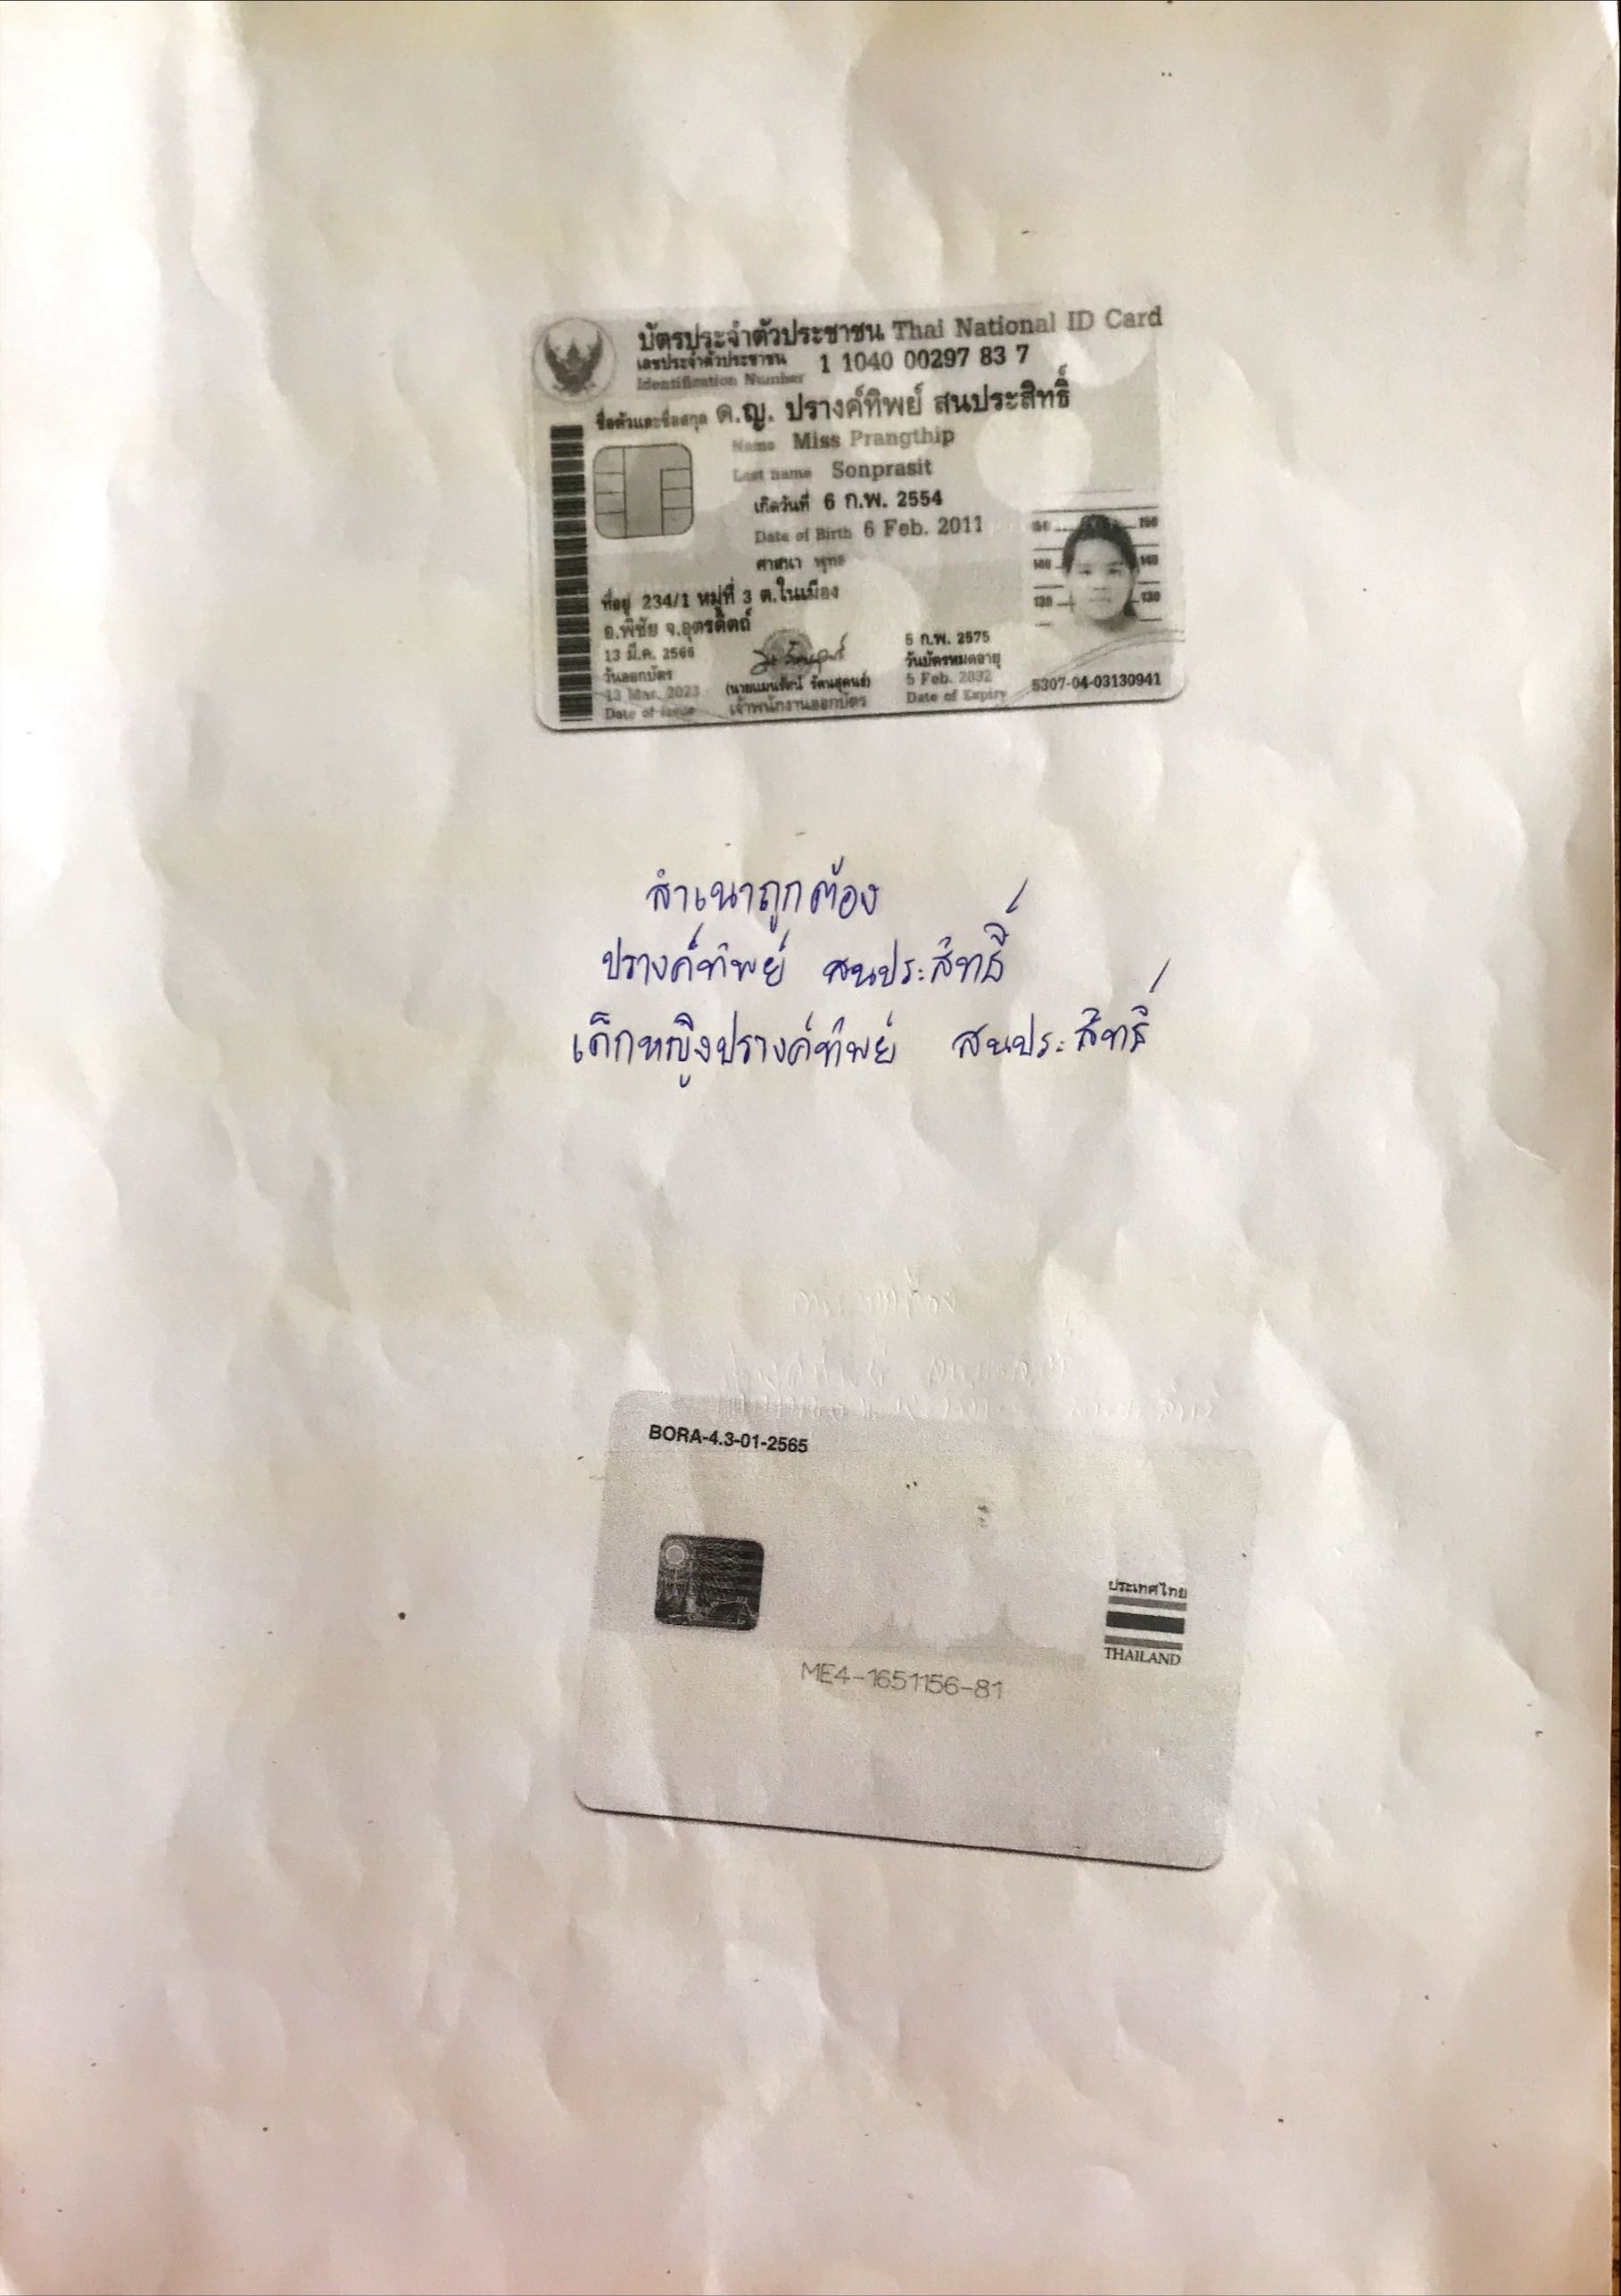 บัตรประจำตัวประชาชน Thai National ID Card
เลขประจำตัวประชาชน 1 1040 00297 83 7
Identification Number
ชื่อตัวและชื่อสกุล ด.ญ. ปรางค์ทิพย์ สนประสิทธิ์
Name Miss Prangthip
Last name Sonprasit
เกิดวันที่ 6 ก.พ. 2554
Date of Birth 6 Feb. 2011
ศาสนา พุทธ
ที่อยู่ 234/1 หมู่ที่ 3 ต.ในเมือง
อ.พิชัย จ.อุตรดิตถ์
13 มี.ค. 2566
วันออกบัตร
13 Mar. 2023
Date of Issue
เจ้าพนักงานออกบัตร
5 ก.พ. 2575
วันบัตรหมดอายุ
5 Feb. 2032
Date of Expiry
150 150
140 140
130 130
5307-04-03130941
สำเนาถูกต้อง
ปรางค์ทิพย์ สนประสิทธิ์
เด็กหญิงปรางค์ทิพย์ สนประสิทธิ์
BORA-4.3-01-2565
ประเทศไทย
THAILAND
ME4-1651156-81